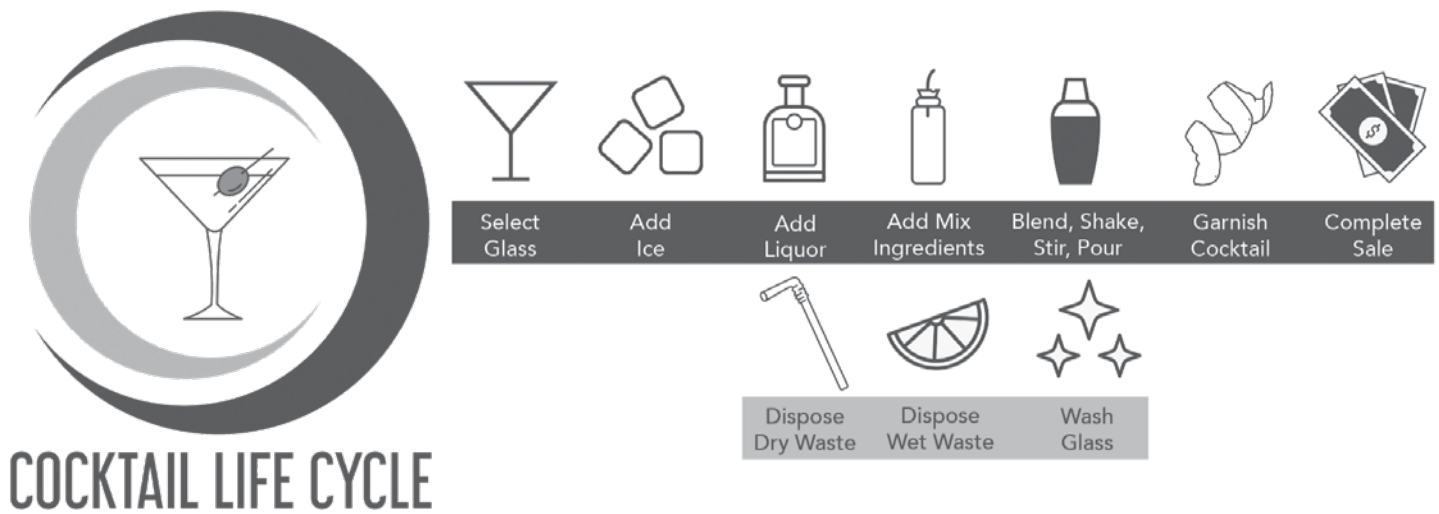 Select
Glass
Add
Ice
Add
Liquor
Add Mix
Ingredients
Blend, Shake,
Stir, Pour
Garnish
Cocktail
Complete
Sale
$
Dispose
Dry Waste
Dispose
Wet Waste
Wash
Glass
COCKTAIL LIFE CYCLE